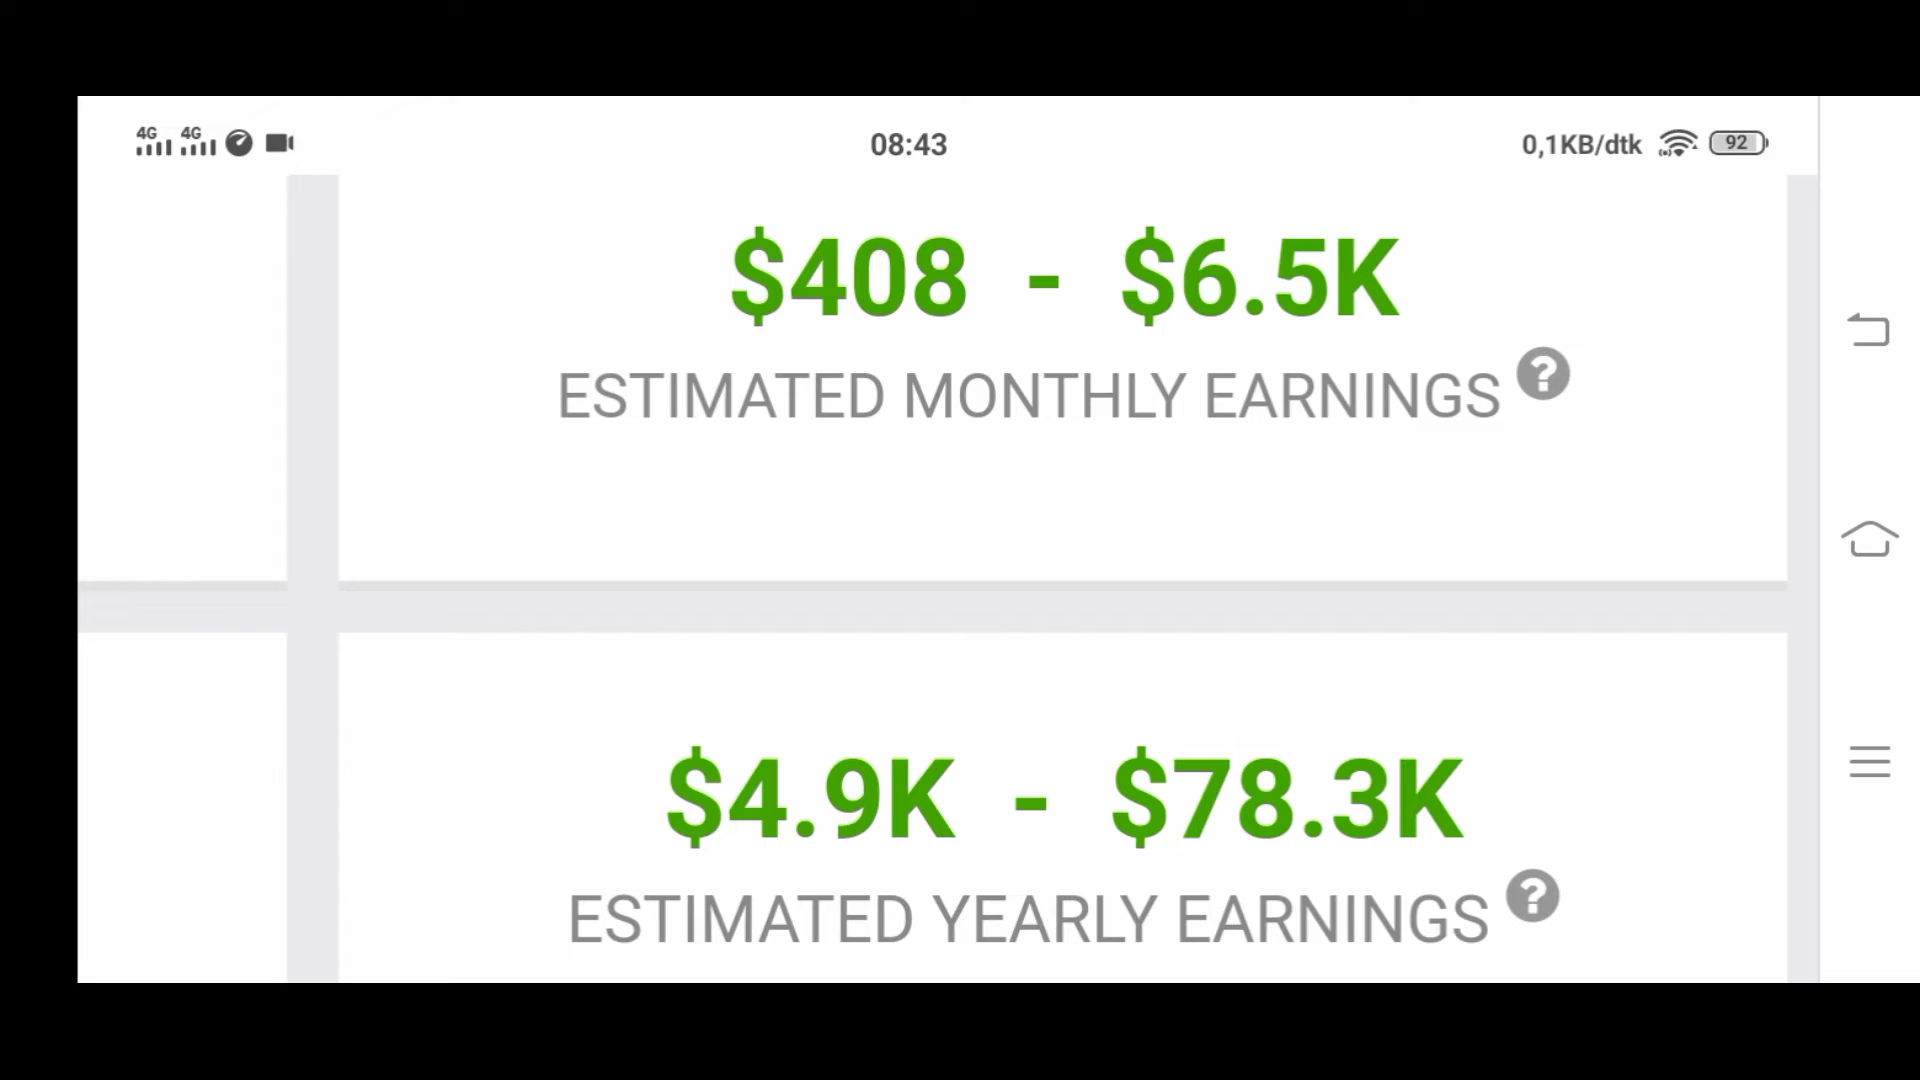 4G 4G 08:43 0,1KB/dtk 92
$408 - $6.5K
ESTIMATED MONTHLY EARNINGS ?
$4.9K - $78.3K
ESTIMATED YEARLY EARNINGS ?